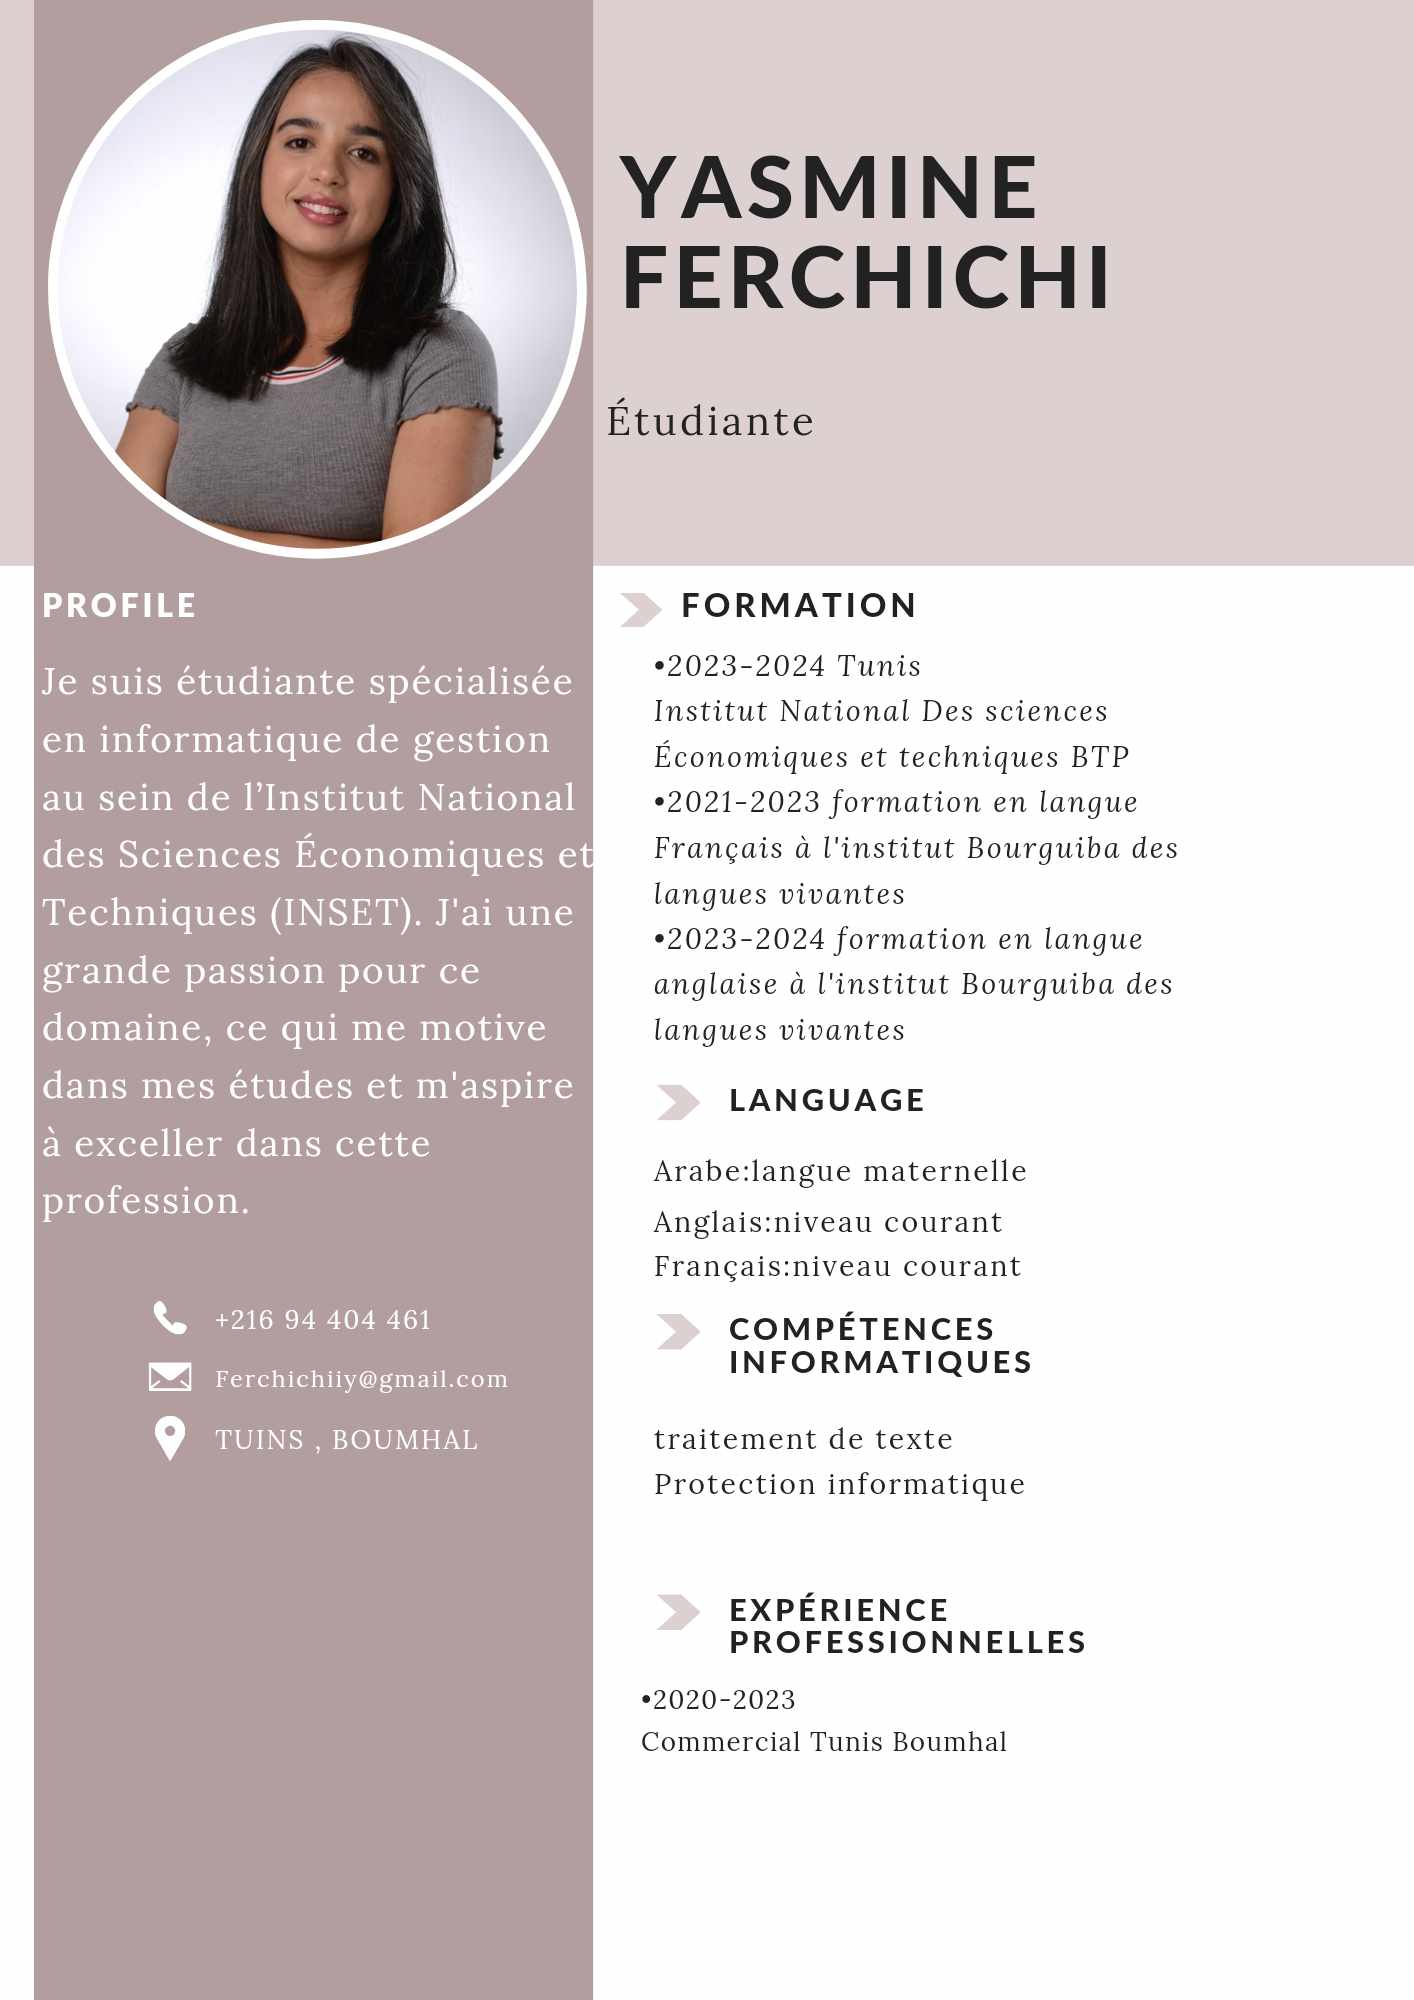 YASMINE
FERCHICHI
Étudiante
PROFILE
Je suis étudiante spécialisée
en informatique de gestion
au sein de l’Institut National
des Sciences Économiques et
Techniques (INSET). J'ai une
grande passion pour ce
domaine, ce qui me motive
dans mes études et m'aspire
à exceller dans cette
profession.
+216 94 404 461
Ferchichiiy@gmail.com
TUINS , BOUMHAL
FORMATION
•2023-2024 Tunis
Institut National Des sciences
Économiques et techniques BTP
•2021-2023 formation en langue
Français à l'institut Bourguiba des
langues vivantes
•2023-2024 formation en langue
anglaise à l'institut Bourguiba des
langues vivantes
LANGUAGE
Arabe:langue maternelle
Anglais:niveau courant
Français:niveau courant
COMPÉTENCES
INFORMATIQUES
traitement de texte
Protection informatique
EXPÉRIENCE
PROFESSIONNELLES
•2020-2023
Commercial Tunis Boumhal